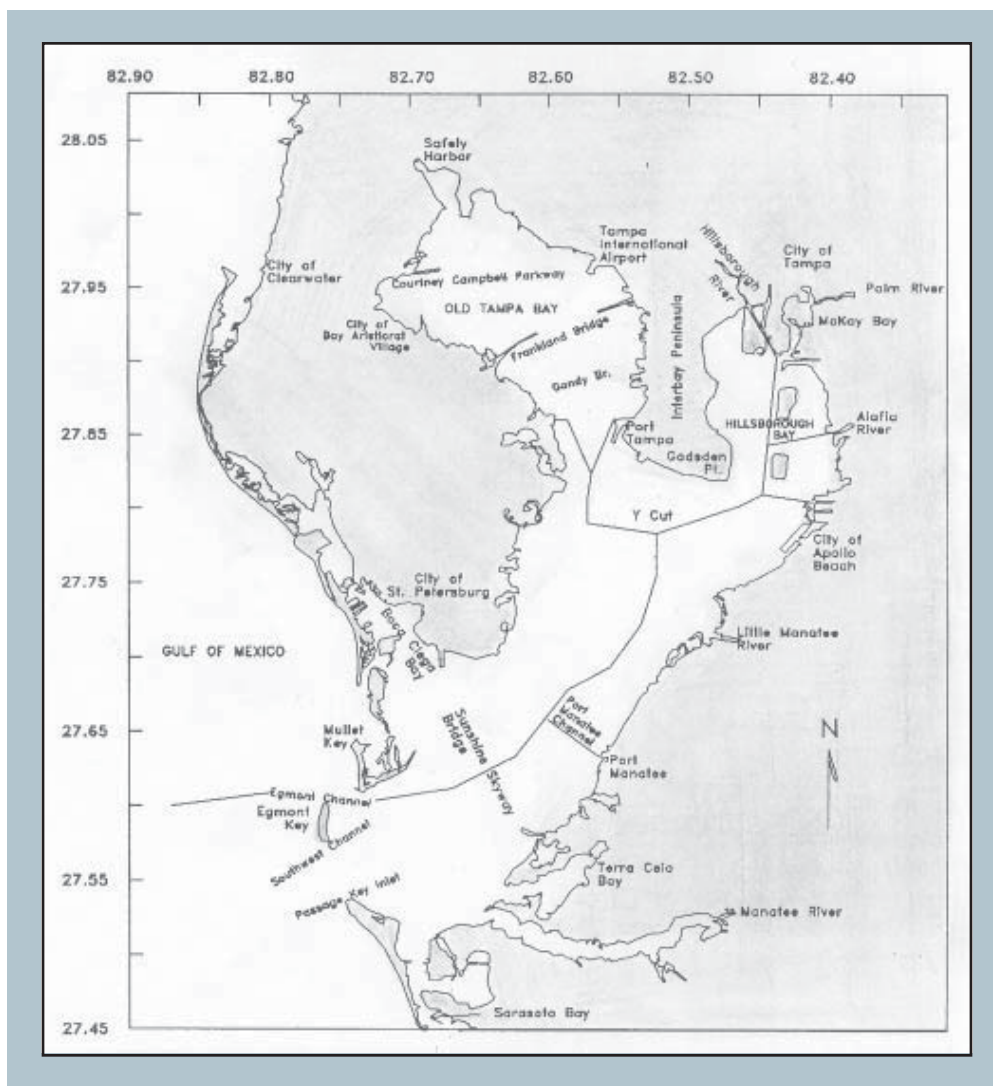 82.90 82.80 82.70 82.60 82.50 82.40
28.05
27.95
27.85
27.75
27.65
27.55
27.45
Safely
Harbor
Tampa
International
Airport
Hillsborough
River
City of
Tampa
Palm River
McKay Bay
City of
Clearwater
Courtney Campbell Parkway
OLD TAMPA BAY
City of
Bay Aristocrat
Village
Frankland Bridge
Gandy Br.
Interbay Peninsula
Port
Tampa
Gadsden
Pt.
HILLSBOROUGH
BAY
Alafia
River
Y Cut
City of
Apollo
Beach
City of
St. Petersburg
Boca Ciega
Bay
GULF OF MEXICO
Little Manatee
River
Mullet
Key
Sunshine Skyway
Bridge
Port
Manatee
Channel
N
Port
Manatee
Egmont Channel
Egmont
Key
Southwest Channel
Passage Key Inlet
Terra Ceia
Bay
Manatee River
Sarasota Bay